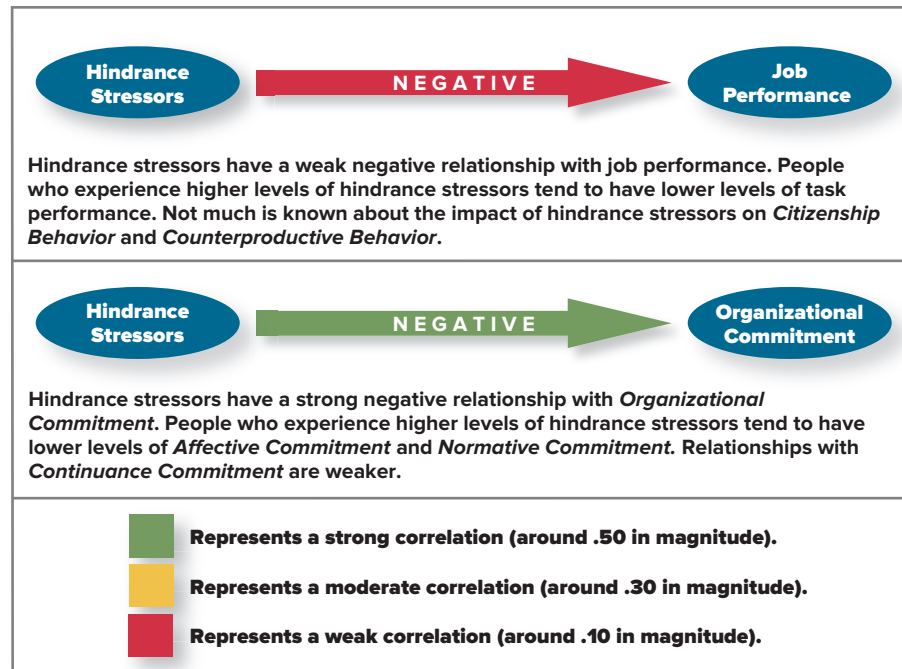 Hindrance
Stressors
NEGATIVE
Job
Performance
Hindrance stressors have a weak negative relationship with job performance. People
who experience higher levels of hindrance stressors tend to have lower levels of task
performance. Not much is known about the impact of hindrance stressors on Citizenship
Behavior and Counterproductive Behavior.
Hindrance
Stressors
NEGATIVE
Organizational
Commitment
Hindrance stressors have a strong negative relationship with Organizational
Commitment. People who experience higher levels of hindrance stressors tend to have
lower levels of Affective Commitment and Normative Commitment. Relationships with
Continuance Commitment are weaker.
Represents a strong correlation (around .50 in magnitude).
Represents a moderate correlation (around .30 in magnitude).
Represents a weak correlation (around .10 in magnitude).